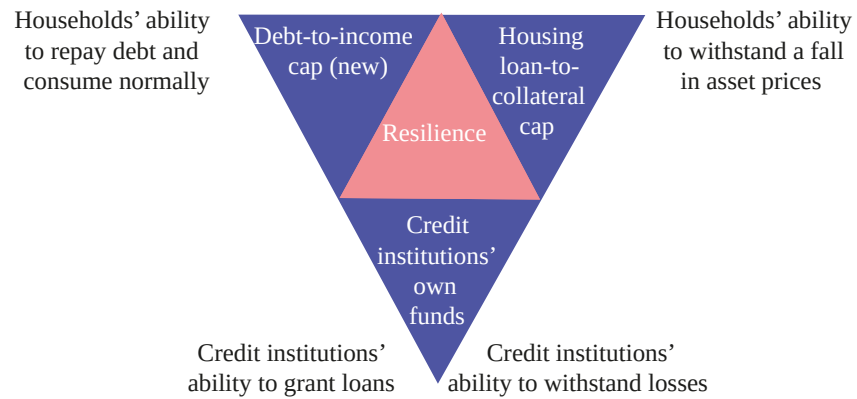 Households’ ability
to repay debt and
consume normally
Debt-to-income
cap (new)
Housing
loan-to-
collateral
cap
Households’ ability
to withstand a fall
in asset prices
Resilience
Credit
institutions’
own
funds
Credit institutions’
ability to grant loans
Credit institutions’
ability to withstand losses